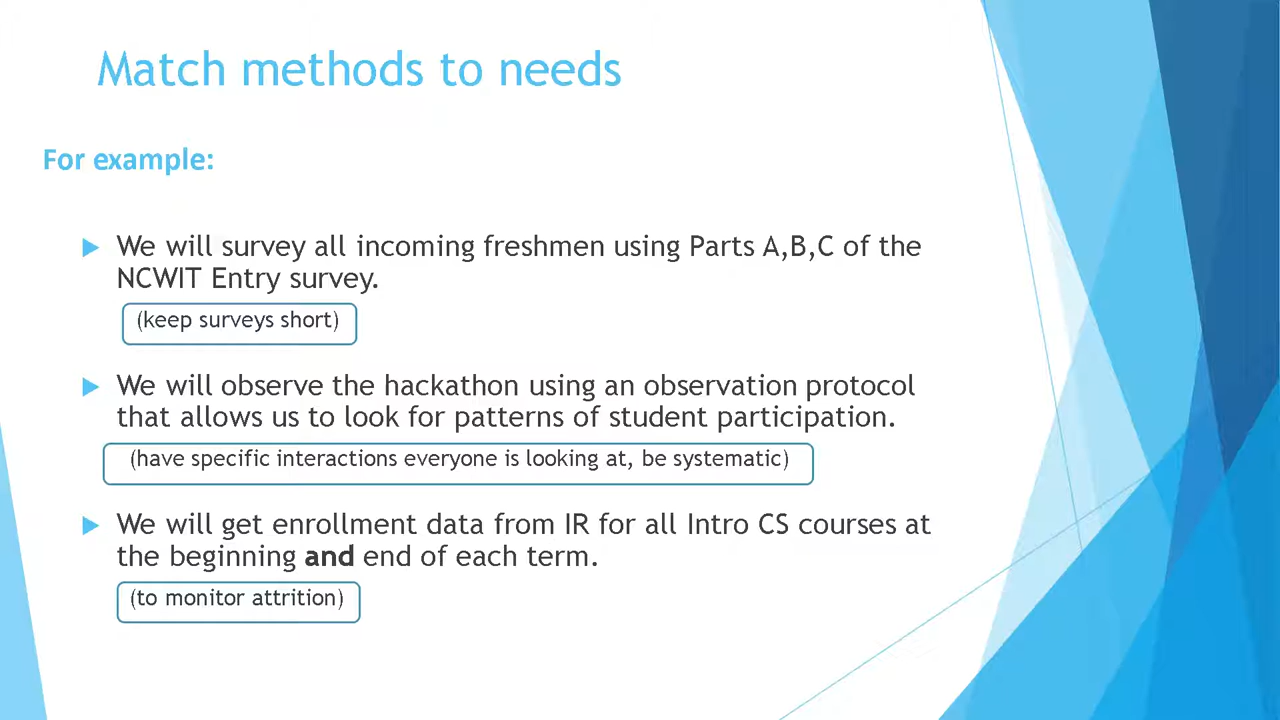 Match methods to needs
For example:
We will survey all incoming freshmen using Parts A,B,C of the
NCWIT Entry survey.
(keep surveys short)
We will observe the hackathon using an observation protocol
that allows us to look for patterns of student participation.
(have specific interactions everyone is looking at, be systematic)
We will get enrollment data from IR for all Intro CS courses at
the beginning and end of each term.
(to monitor attrition)